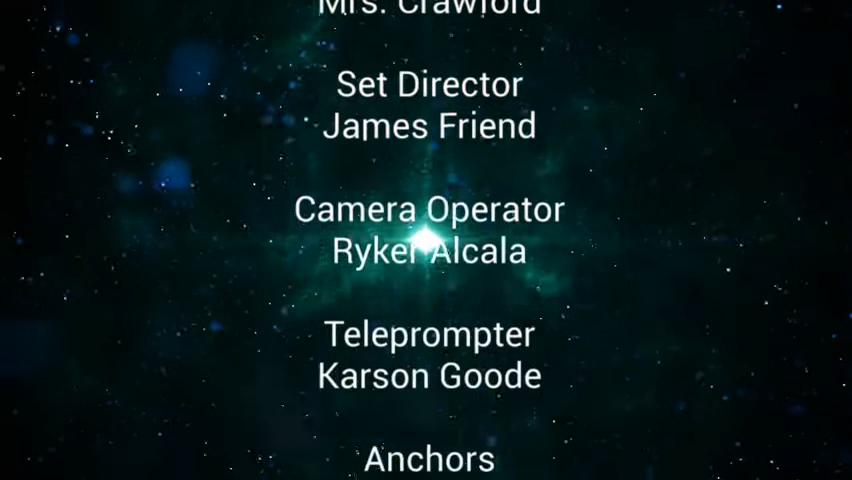 Mrs. Crawford
Set Director
James Friend
Camera Operator
Ryker Alcala
Teleprompter
Karson Goode
Anchors